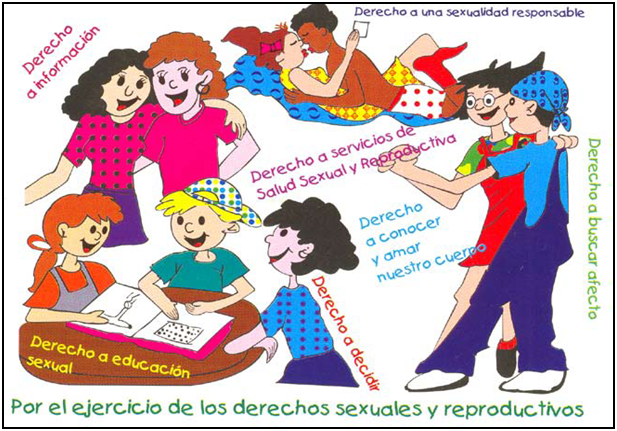 Derecho
a información
Derecho a una sexualidad responsable
Derecho a servicios de
Salud Sexual y Reproductiva
Derecho
a conocer
y amar
nuestro cuerpo
Derecho a buscar afecto
Derecho a decidir
Derecho a educación
sexual
Por el ejercicio de los derechos sexuales y reproductivos